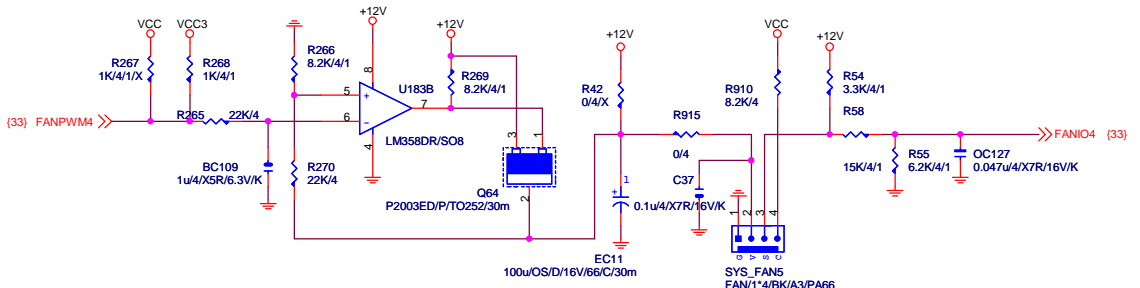 VCC
VCC3
+12V
+12V
+12V
VCC
+12V
R267
1K/4/1/X
R268
1K/4/1
R266
8.2K/4/1
R269
8.2K/4/1
R42
0/4/X
R910
8.2K/4
R54
3.3K/4/1
8
U183B
5
+
7
6
-
4
LM358DR/SO8
{33} FANPWM4
R265
22K/4
R915
0/4
R58
15K/4/1
FANIO4 {33}
BC109
1u/4/X5R/6.3V/K
R270
22K/4
3
1
2
Q64
P2003ED/P/TO252/30m
+
1
C37
0.1u/4/X7R/16V/K
R55
6.2K/4/1
OC127
0.047u/4/X7R/16V/K
1
2
3
4
G
V
S
C
EC11
100u/OS/D/16V/66/C/30m
SYS_FAN5
FAN/1*4/BK/A3/PA66